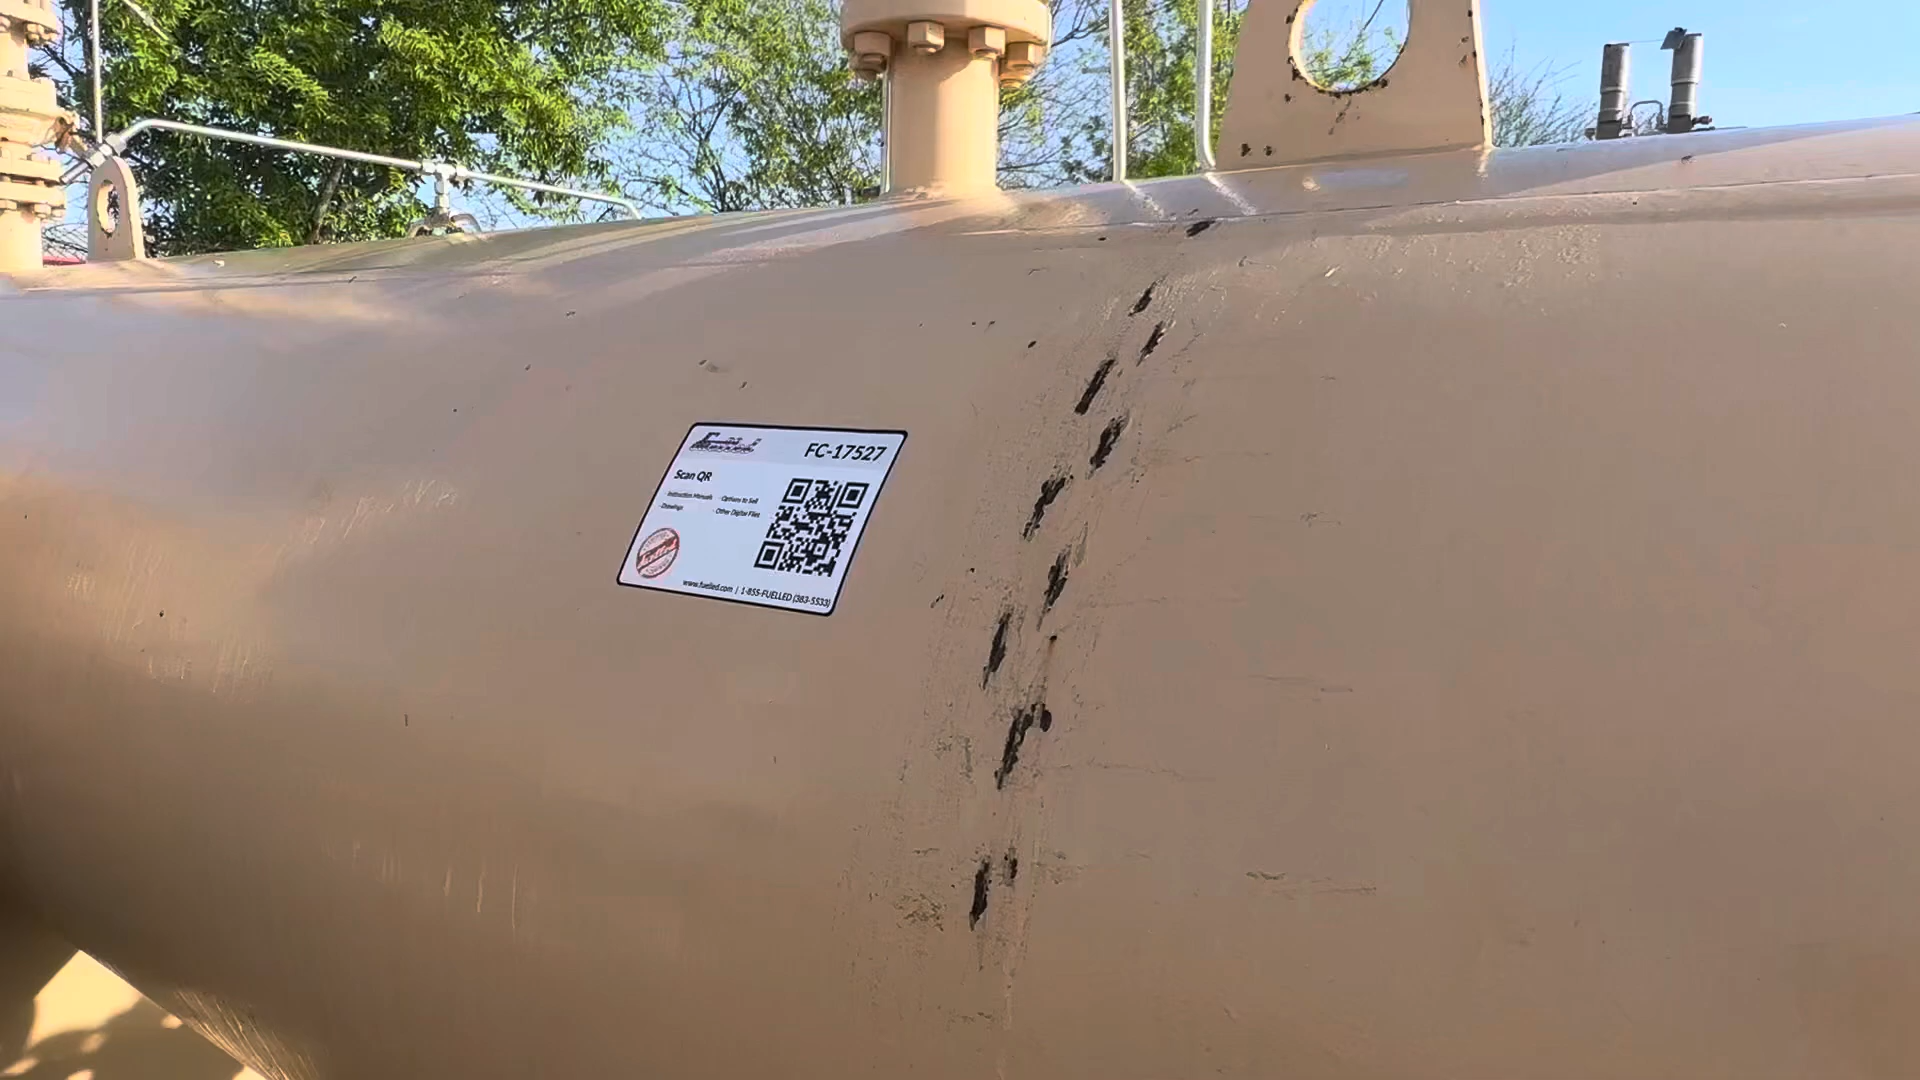 FC-17527
Scan QR
· Instruction Manuals · Options to Sell
· Drawings · Other Digital Files
www.fuelled.com | 1-855-FUELLED (383-5533)